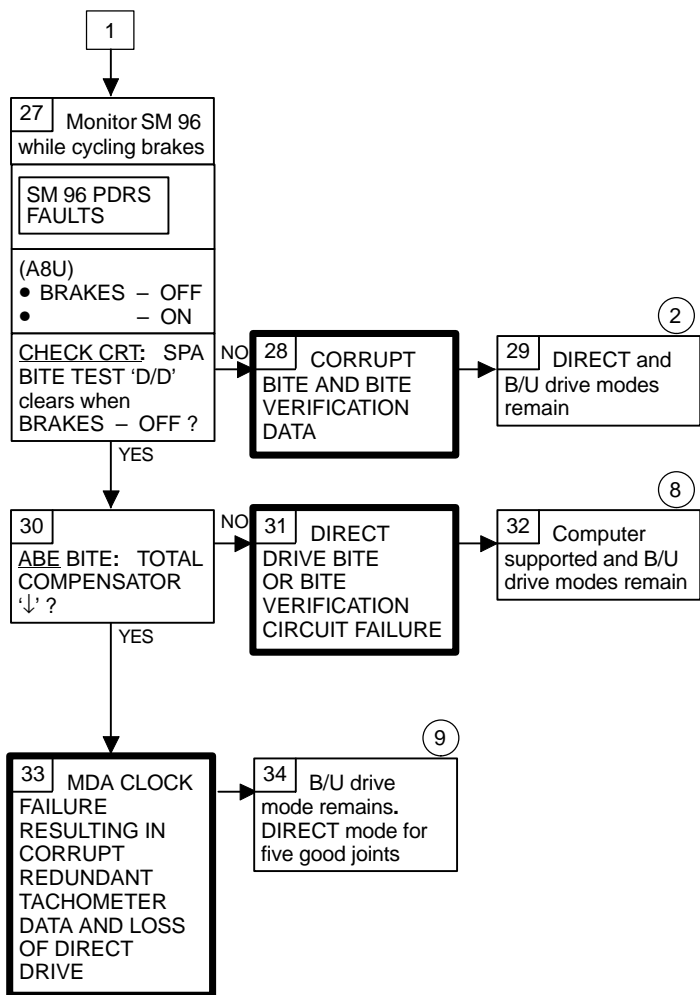 1
27 Monitor SM 96
while cycling brakes
SM 96 PDRS
FAULTS
(A8U)
• BRAKES – OFF
• – ON
CHECK CRT: SPA
BITE TEST ‘D/D’
clears when
BRAKES – OFF ?
NO
28 CORRUPT
BITE AND BITE
VERIFICATION
DATA
2
29 DIRECT and
B/U drive modes
remain
YES
30
ABE BITE: TOTAL
COMPENSATOR
‘↓’ ?
NO
31 DIRECT
DRIVE BITE
OR BITE
VERIFICATION
CIRCUIT FAILURE
8
32 Computer
supported and B/U
drive modes remain
YES
33 MDA CLOCK
FAILURE
RESULTING IN
CORRUPT
REDUNDANT
TACHOMETER
DATA AND LOSS
OF DIRECT
DRIVE
9
34 B/U drive
mode remains.
DIRECT mode for
five good joints